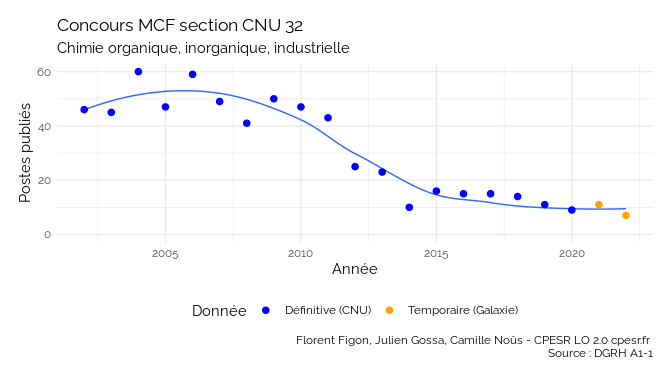 Concours MCF section CNU 32
Chimie organique, inorganique, industrielle
60
40
20
0
Postes publiés
2005 2010 2015 2020
Année
Donnée Définitive (CNU) Temporaire (Galaxie)
Florent Figon, Julien Gossa, Camille Noûs - CPESR LO 2.0 cpesr.fr
Source : DGRH A1-1